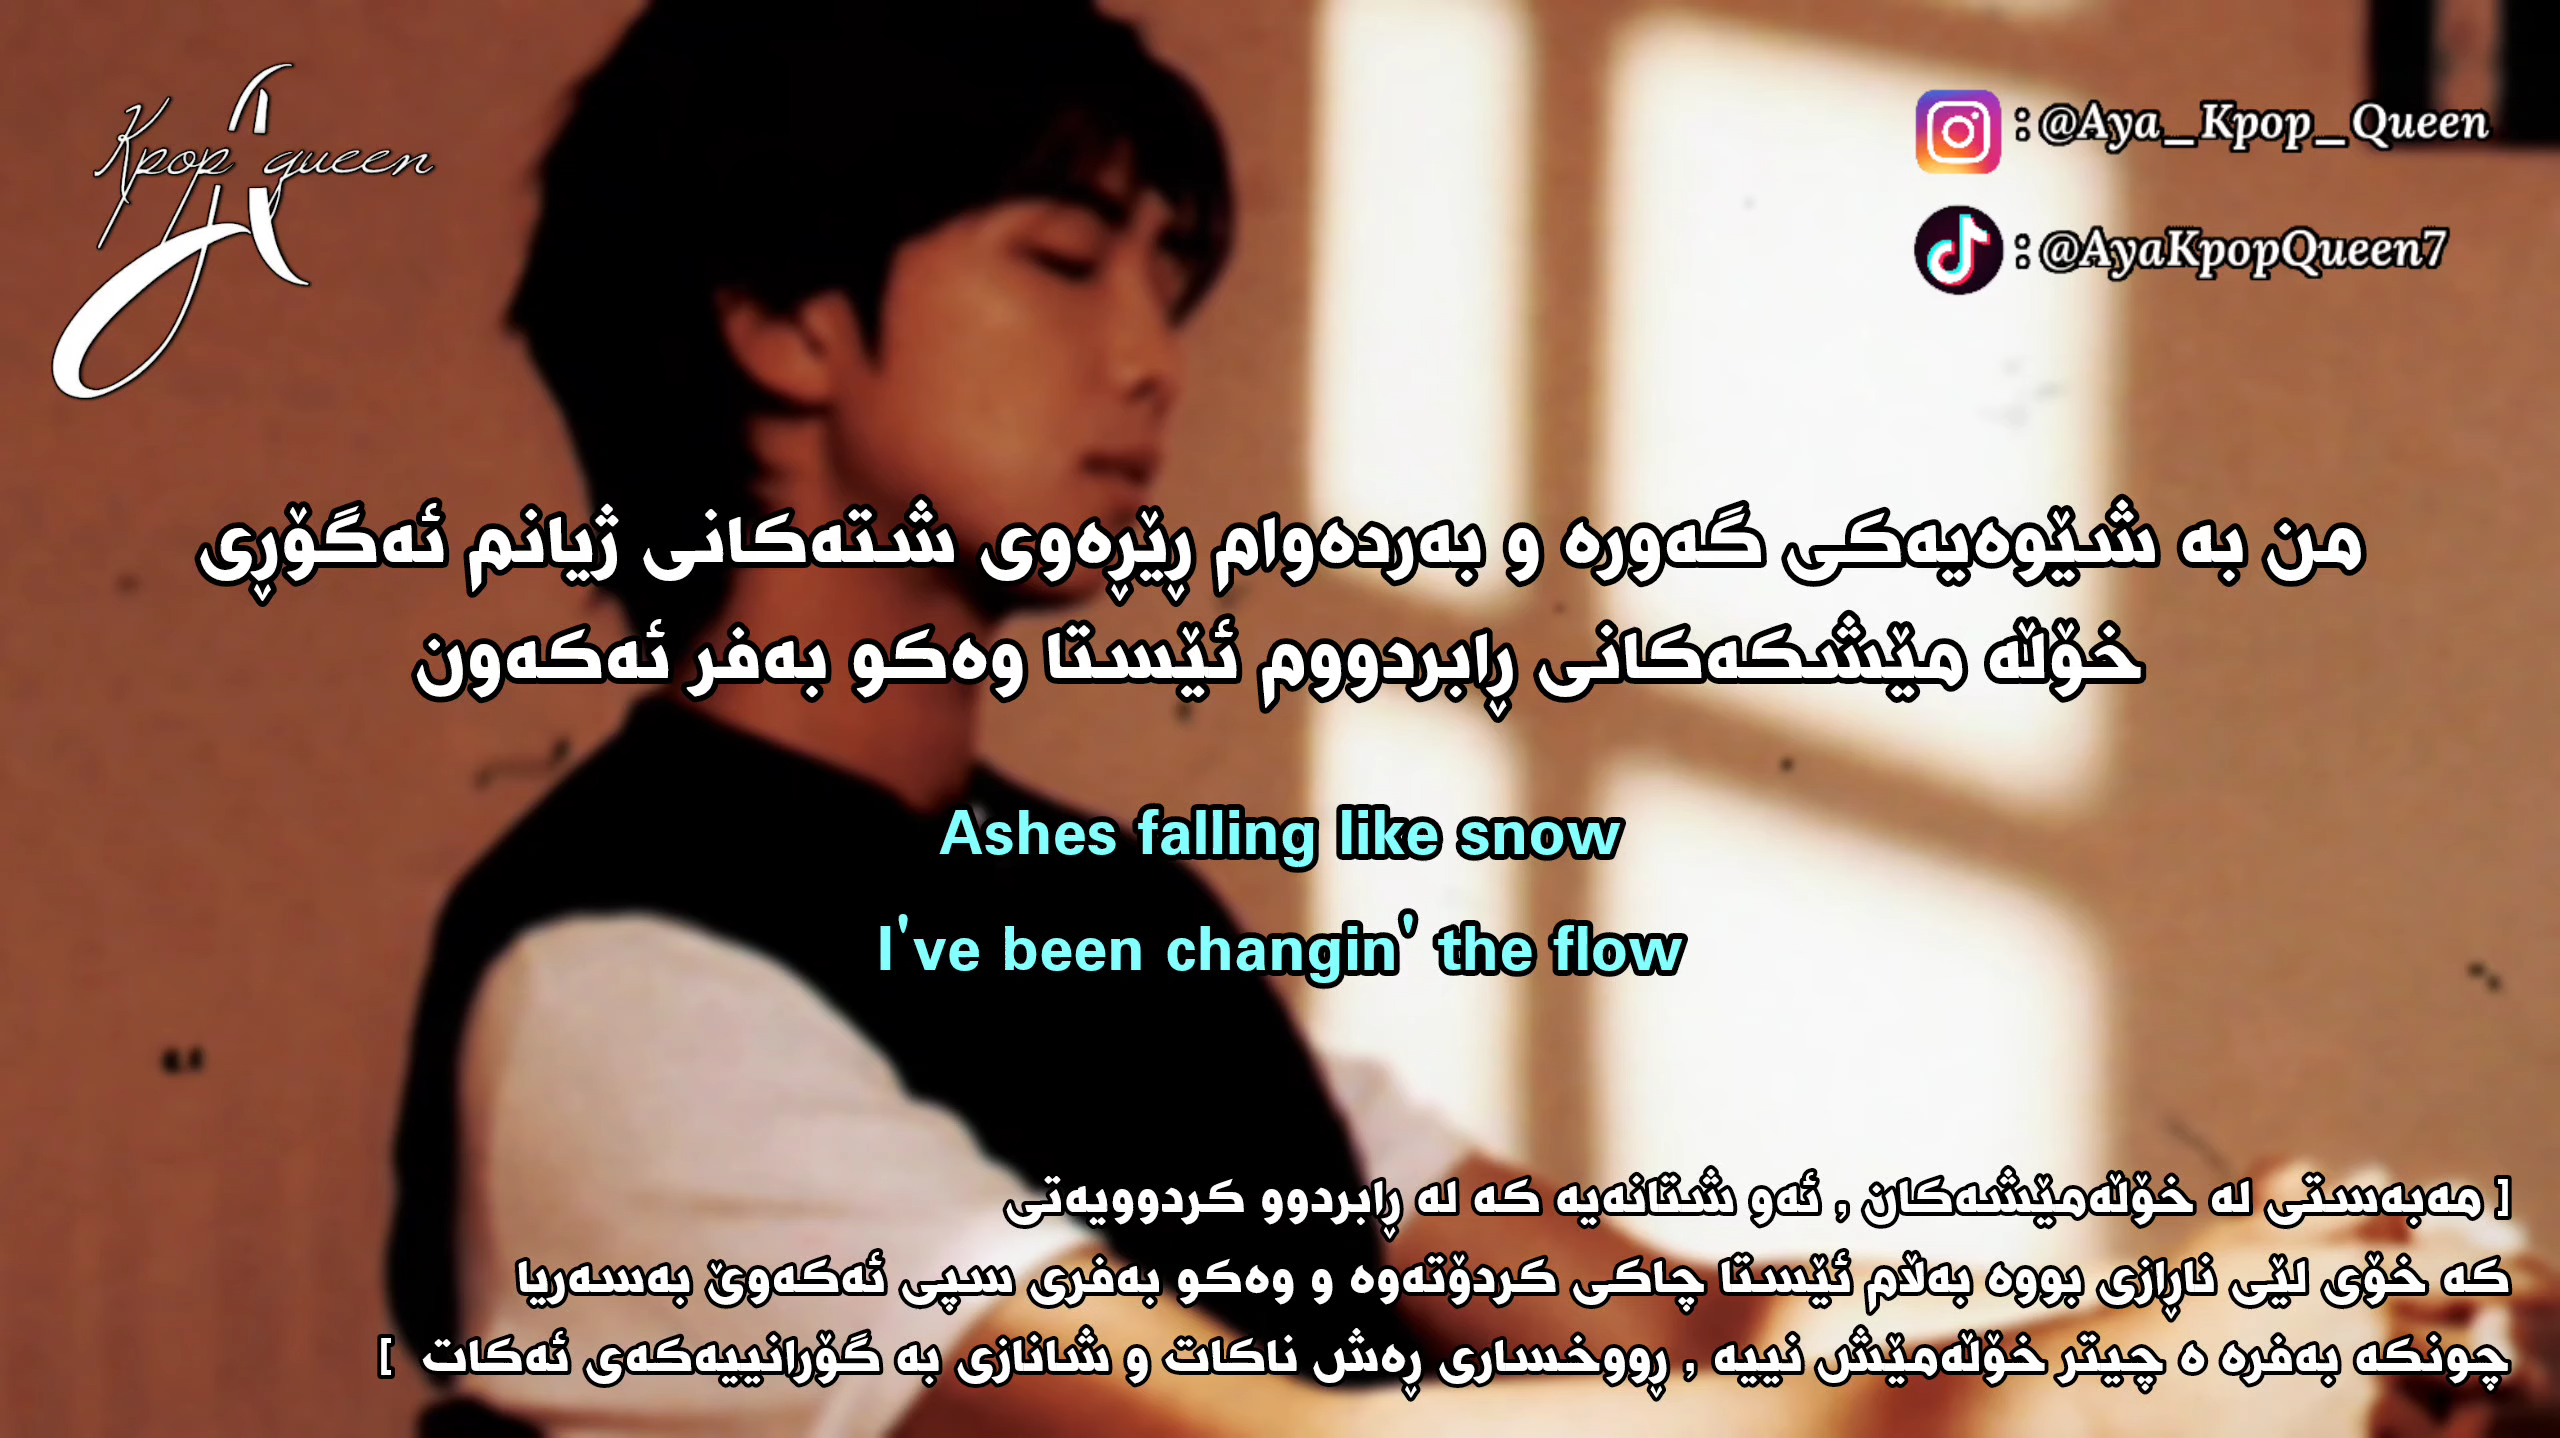 Kpop queen
A
: @Aya_Kpop_Queen
: @AyaKpopQueen7
من بە شێوەیەکی گەورە و بەردەوام ڕێڕەوی شتەکانی ژیانم ئەگۆڕی
خۆڵە مێشکەکانی ڕابردووم ئێستا وەکو بەفر ئەکەون
Ashes falling like snow
I've been changin' the flow
[ مەبەستی لە خۆڵەمێشەکان , ئەو شتانەیە کە لە ڕابردوو کردوویەتی
کە خۆی لێی ناڕازی بووە بەڵام ئێستا چاکی کردۆتەوە و وەکو بەفری سپی ئەکەوێ بەسەریا
چونکە بەفرە ە چیتر خۆڵەمێش نییە , ڕووخساری ڕەش ناکات و شانازی بە گۆرانییەکەی ئەکات ]